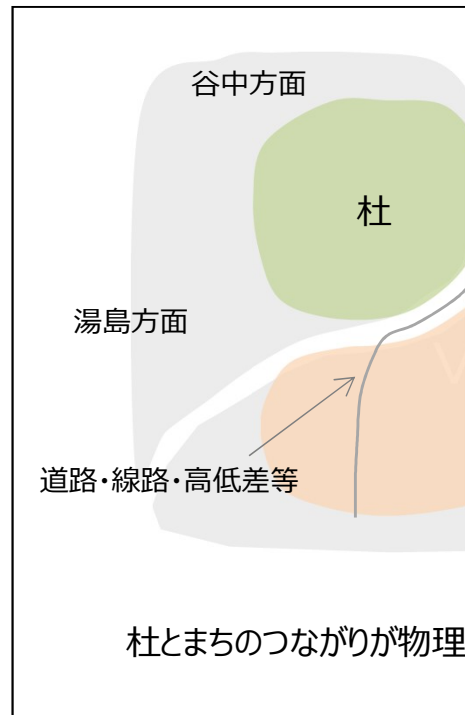 谷中方面
杜
湯島方面
道路・線路・高低差等
杜とまちのつながりが物理